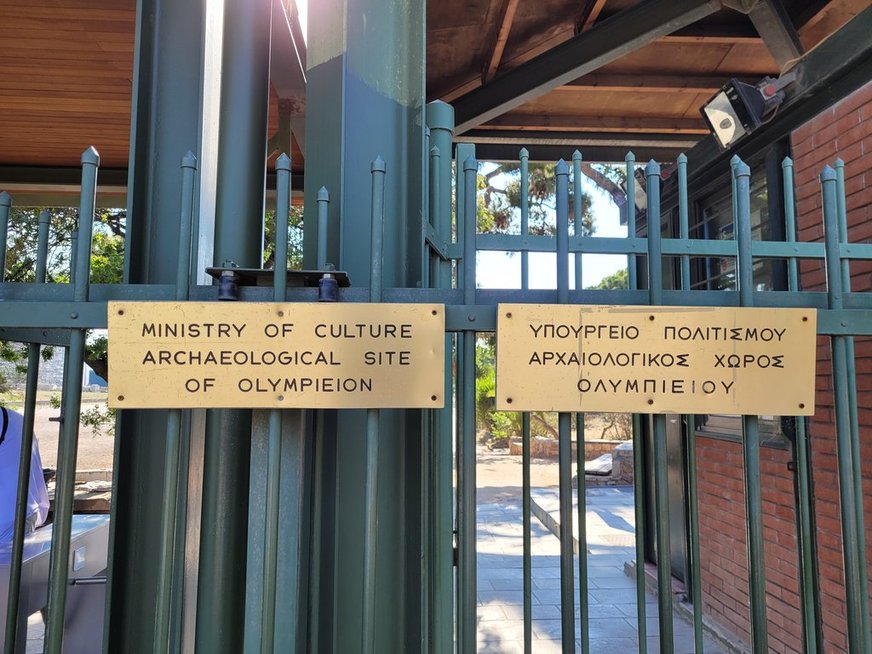 MINISTRY OF CULTURE
ARCHAEOLOGICAL SITE
OF OLYMPIEION
ΥΠΟΥΡΓΕΙΟ ΠΟΛΙΤΙΣΜΟΥ
ΑΡΧΑΙΟΛΟΓΙΚΟΣ ΧΩΡΟΣ
ΟΛΥΜΠΙΕΙΟΥ